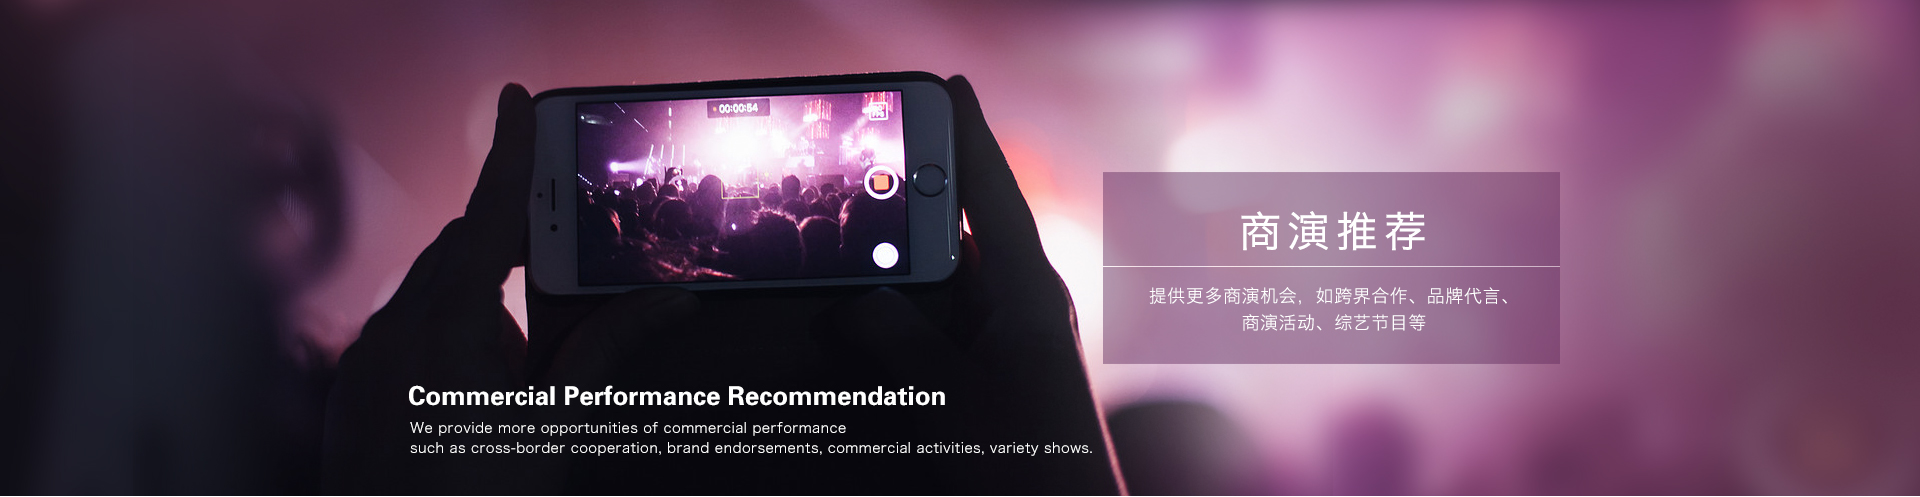 00:00:54
商演推荐
提供更多商演机会，如跨界合作、品牌代言、
商演活动、综艺节目等
Commercial Performance Recommendation
We provide more opportunities of commercial performance
such as cross-border cooperation, brand endorsements, commercial activities, variety shows.